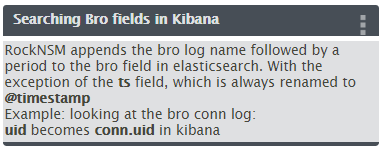 Searching Bro fields in Kibana
RockNSM appends the bro log name followed by a
period to the bro field in elasticsearch. With the
exception of the ts field, which is always renamed to
@timestamp
Example: looking at the bro conn log:
uid becomes conn.uid in kibana